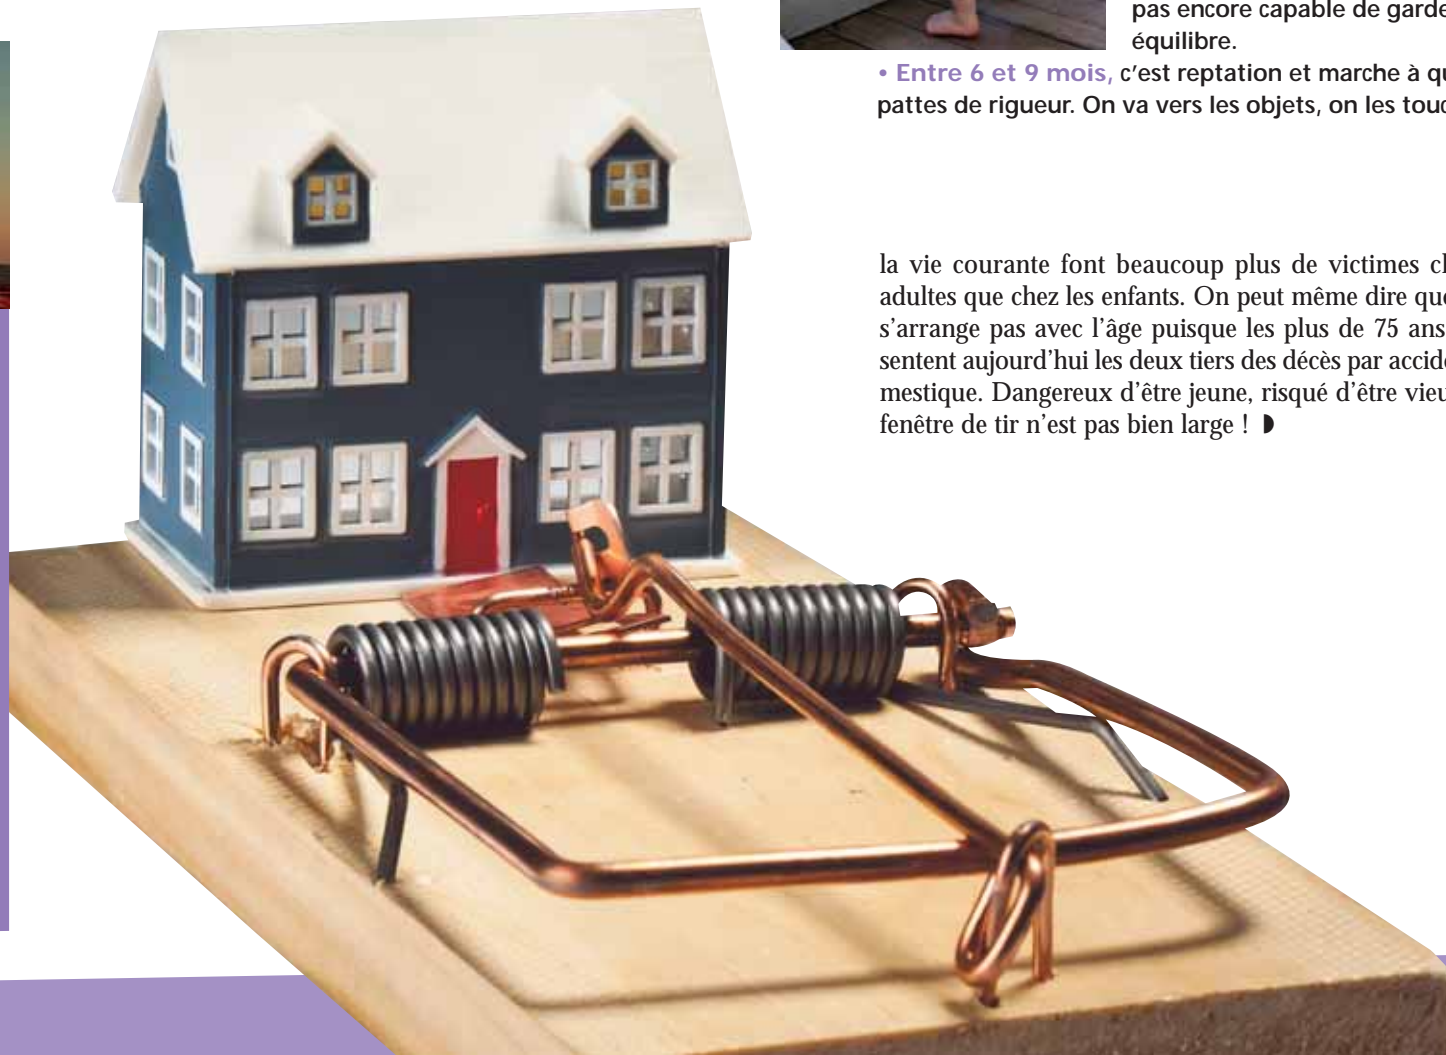 pas encore capable de garde
équilibre.
• Entre 6 et 9 mois, c'est reptation et marche à qu
pattes de rigueur. On va vers les objets, on les touc
la vie courante font beaucoup plus de victimes cl
adultes que chez les enfants. On peut même dire que
s'arrange pas avec l'âge puisque les plus de 75 ans
sentent aujourd'hui les deux tiers des décès par accide
mestique. Dangereux d'être jeune, risqué d'être vieu
fenêtre de tir n'est pas bien large !